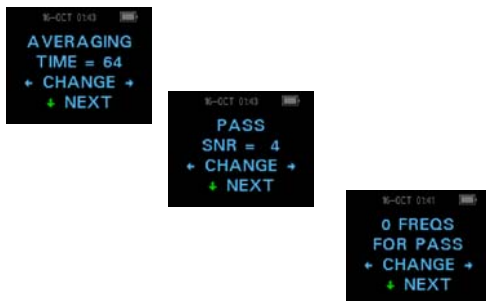 16-OCT 01:43
AVERAGING
TIME = 64
← CHANGE →
↓ NEXT
16-OCT 01:43
PASS
SNR = 4
← CHANGE →
↓ NEXT
16-OCT 01:41
0 FREQS
FOR PASS
← CHANGE →
↓ NEXT